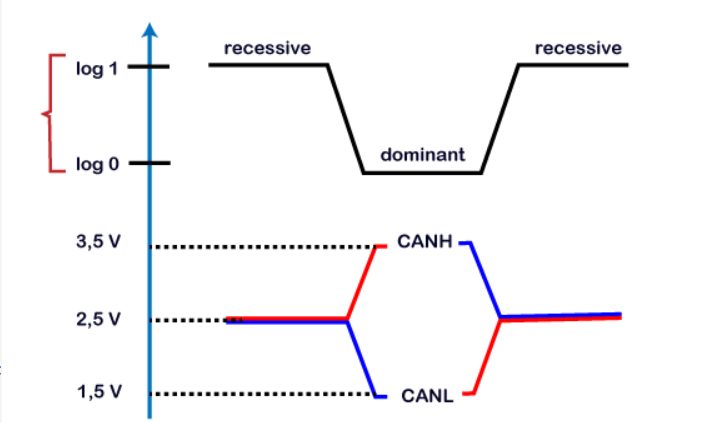 recessive
recessive
log 1
dominant
log 0
3,5 V
CANH
2,5 V
1,5 V
CANL